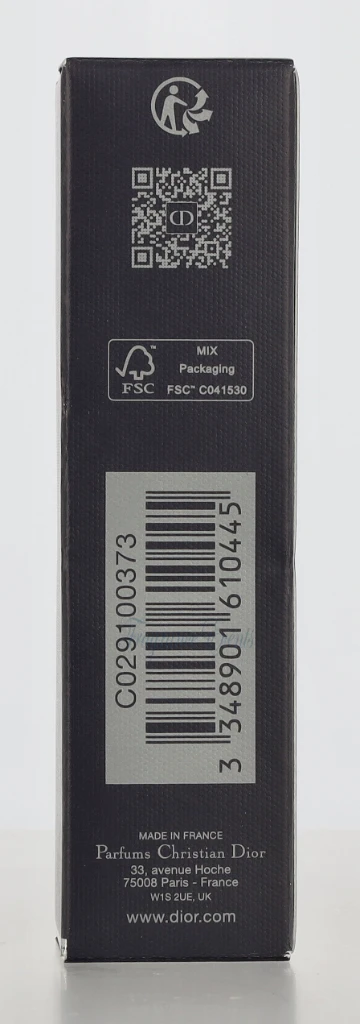 MIX
Packaging
FSC™ C041530
FSC
C029100373
3 348901 610445
MADE IN FRANCE
Parfums Christian Dior
33, avenue Hoche
75008 Paris - France
W1S 2UE, UK
www.dior.com